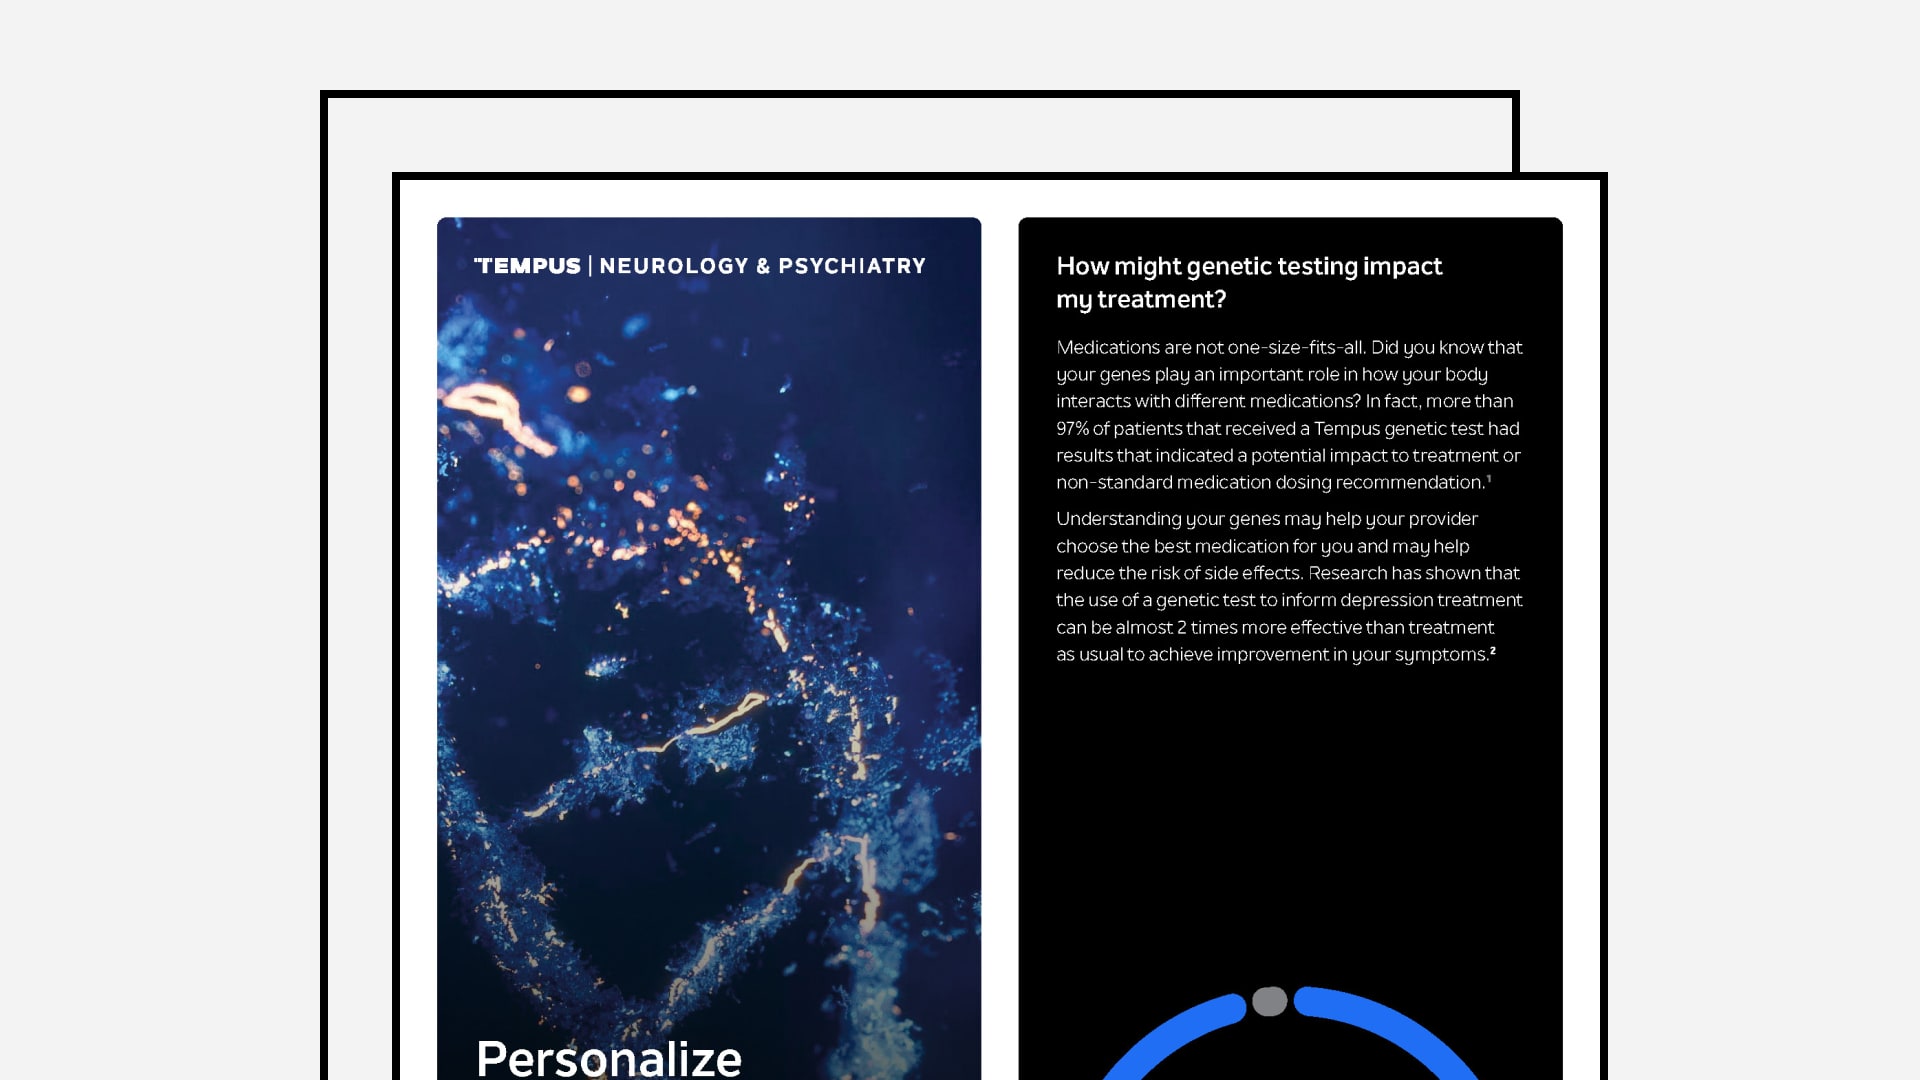 TEMPUS | NEUROLOGY & PSYCHIATRY
Personalize
How might genetic testing impact
my treatment?
Medications are not one-size-fits-all. Did you know that
your genes play an important role in how your body
interacts with different medications? In fact, more than
97% of patients that received a Tempus genetic test had
results that indicated a potential impact to treatment or
non-standard medication dosing recommendation.¹
Understanding your genes may help your provider
choose the best medication for you and may help
reduce the risk of side effects. Research has shown that
the use of a genetic test to inform depression treatment
can be almost 2 times more effective than treatment
as usual to achieve improvement in your symptoms.²